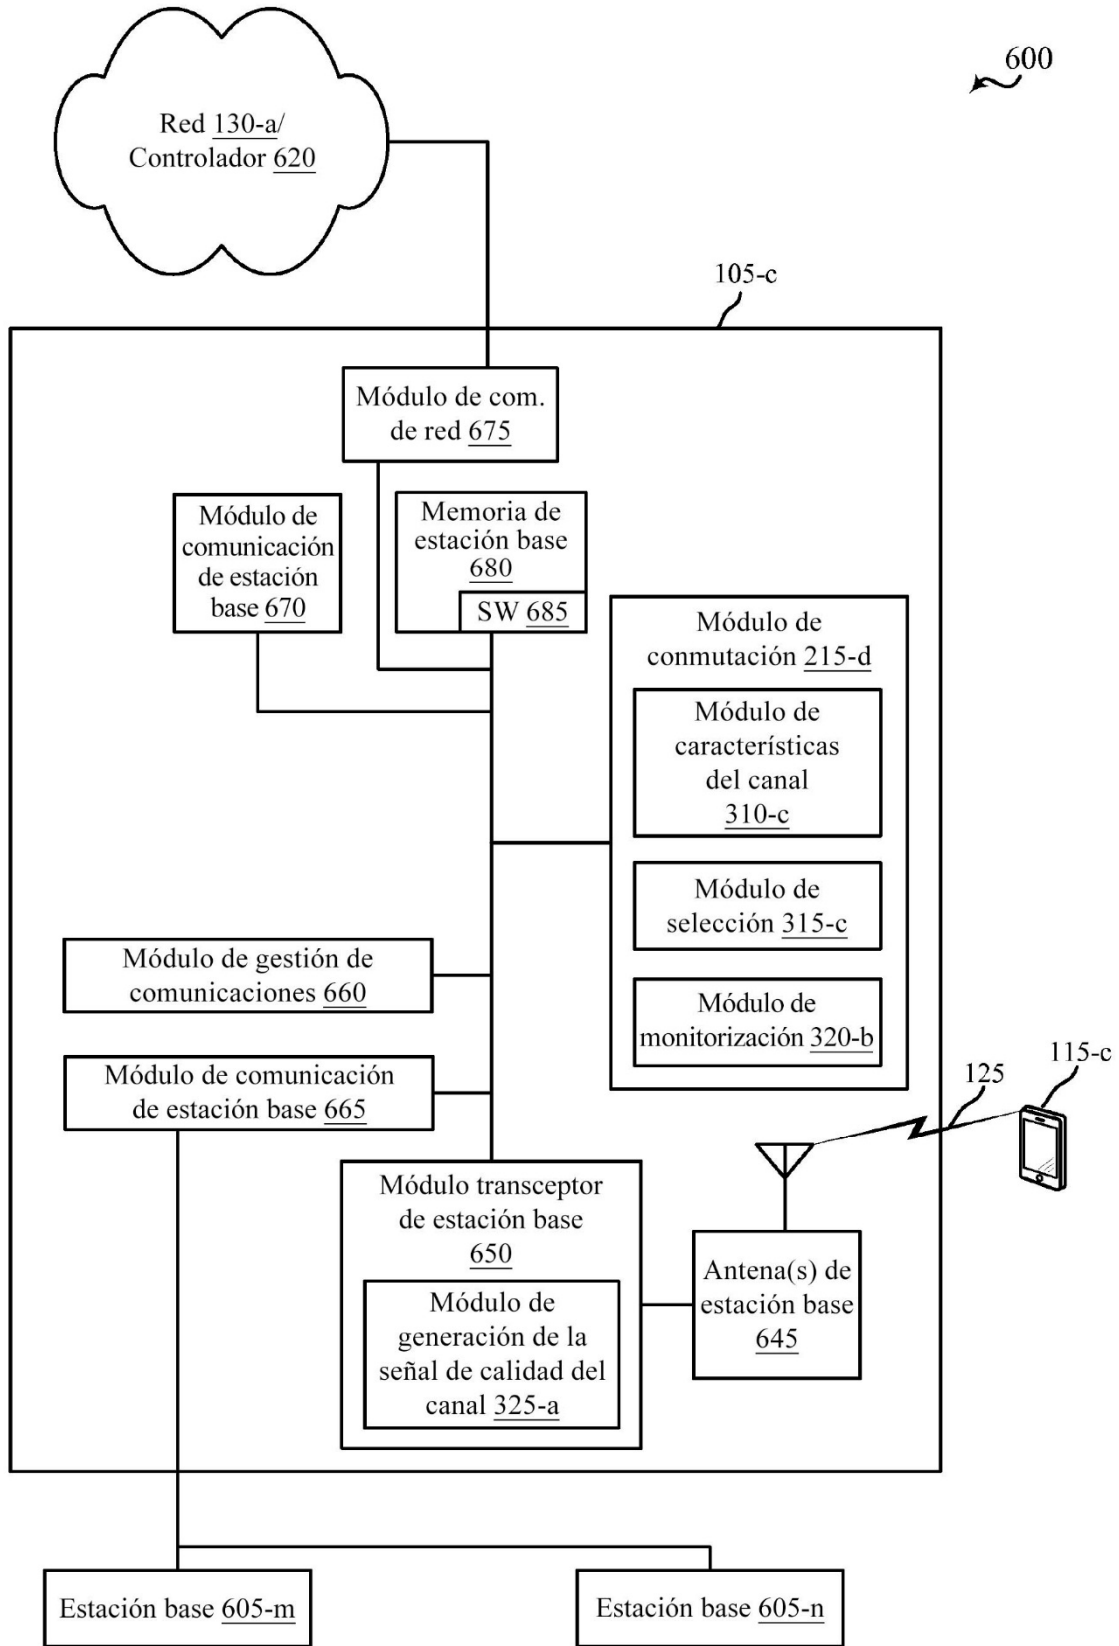 600
Red 130-a/
Controlador 620
105-c
Módulo de com.
de red 675
Módulo de
comunicación
de estación
base 670
Memoria de
estación base
680
SW 685
Módulo de
conmutación 215-d
Módulo de
características
del canal
310-c
Módulo de
selección 315-c
Módulo de
monitorización 320-b
Módulo de gestión de
comunicaciones 660
Módulo de comunicación
de estación base 665
115-c
125
Módulo transceptor
de estación base
650
Módulo de
generación de la
señal de calidad del
canal 325-a
Antena(s) de
estación base
645
Estación base 605-m
Estación base 605-n